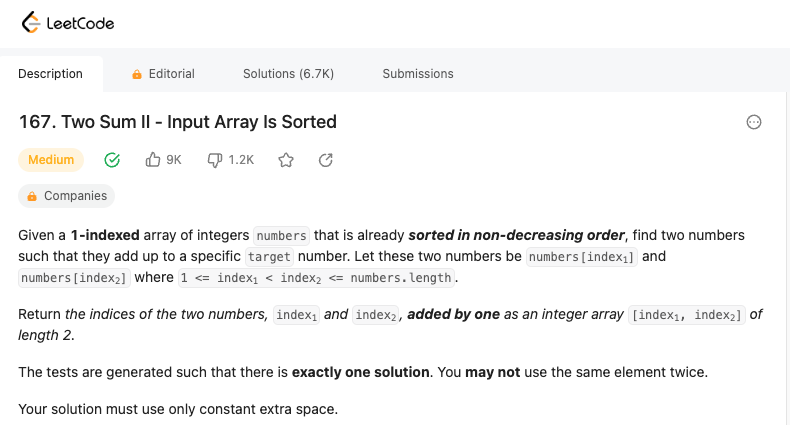 LeetCode
Description Editorial Solutions (6.7K) Submissions
167. Two Sum II - Input Array Is Sorted
Medium 9K 1.2K
Companies
Given a 1-indexed array of integers numbers that is already sorted in non-decreasing order, find two numbers
such that they add up to a specific target number. Let these two numbers be numbers[index₁] and
numbers[index₂] where 1 <= index₁ < index₂ <= numbers.length.
Return the indices of the two numbers, index₁ and index₂, added by one as an integer array [index₁, index₂] of
length 2.
The tests are generated such that there is exactly one solution. You may not use the same element twice.
Your solution must use only constant extra space.